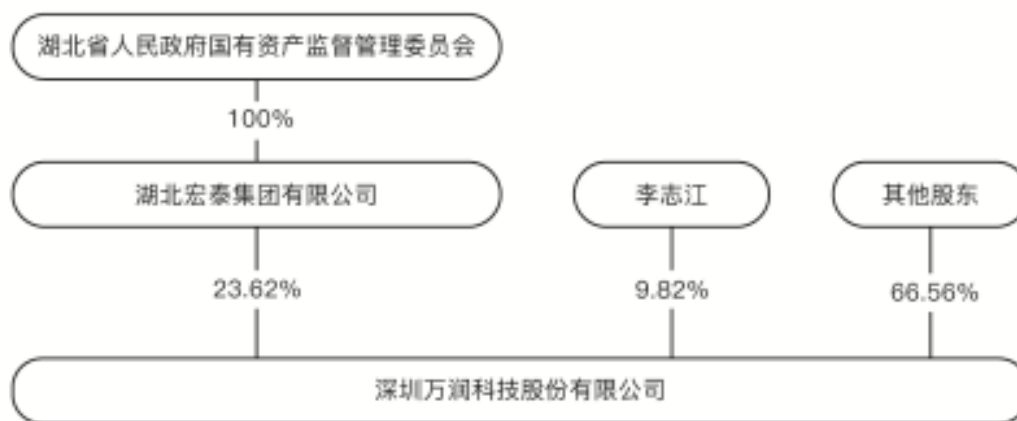 湖北省人民政府国有资产监督管理委员会
100%
湖北宏泰集团有限公司
李志江
其他股东
23.62%
9.82%
66.56%
深圳万润科技股份有限公司